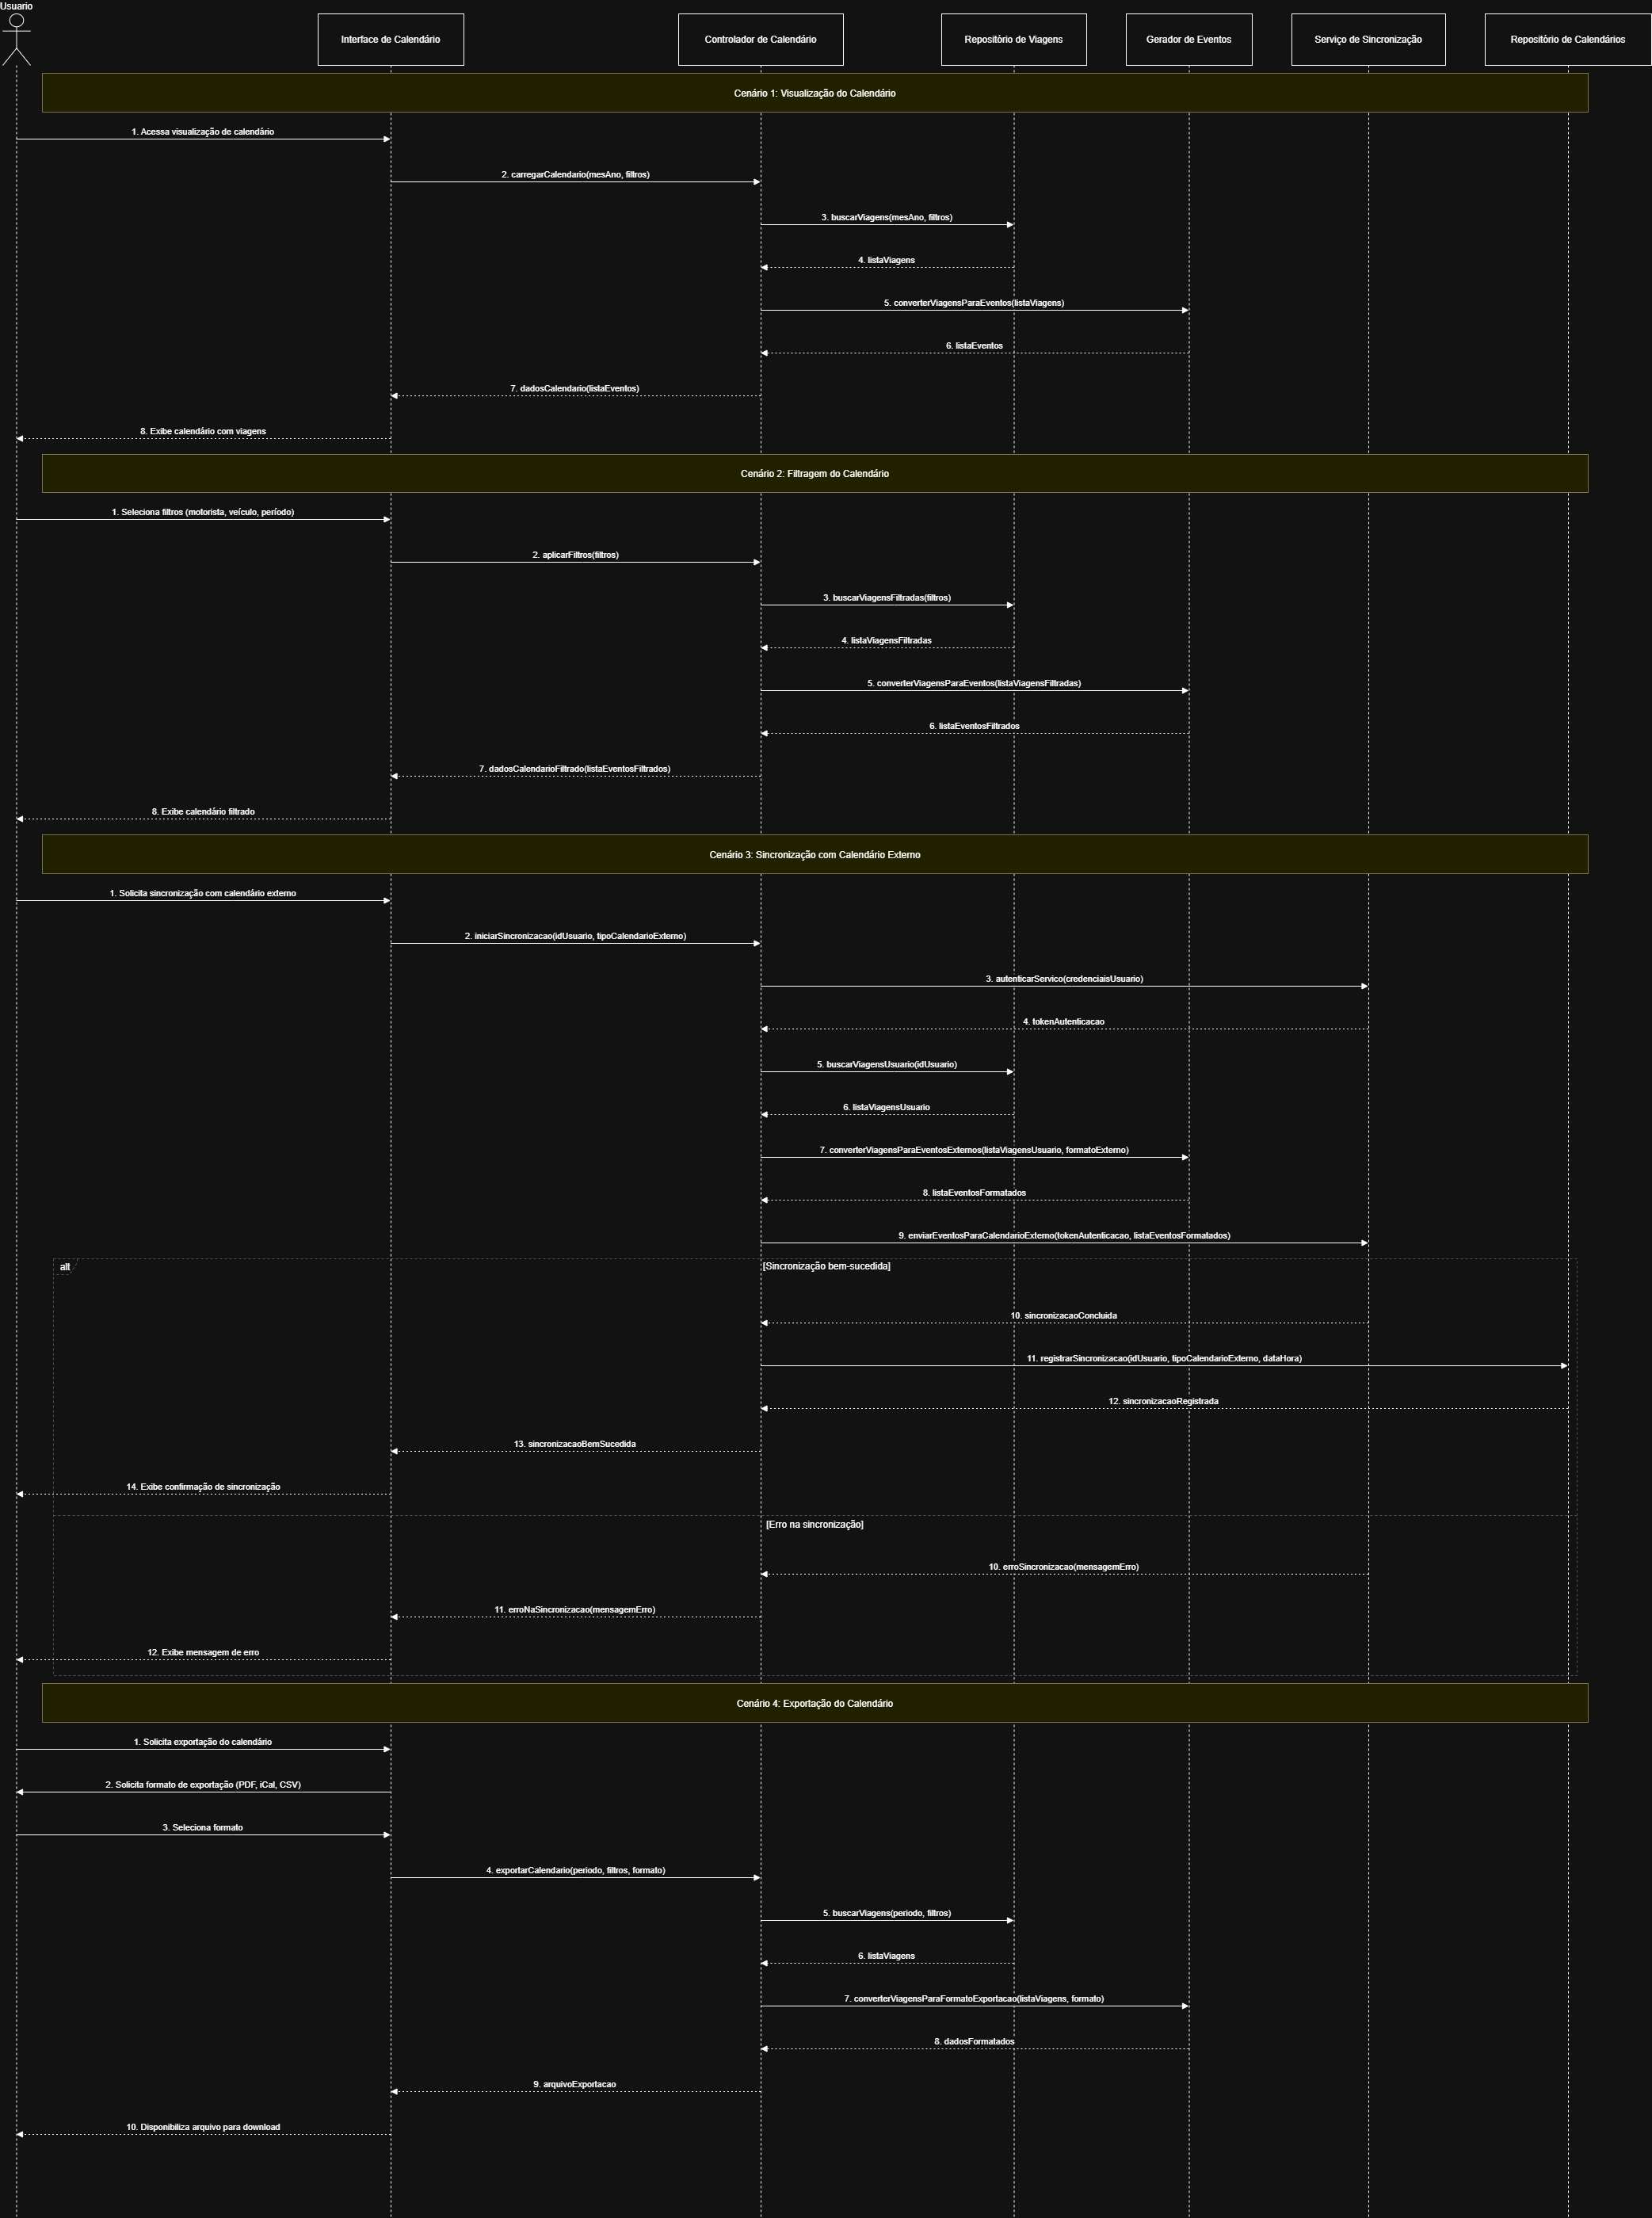 Usuario
Interface de Calendário
Controlador de Calendário
Repositório de Viagens
Gerador de Eventos
Serviço de Sincronização
Repositório de Calendários
Cenário 1: Visualização do Calendário
1. Acessa visualização de calendário
2. carregarCalendario(mesAno, filtros)
3. buscarViagens(mesAno, filtros)
4. listaViagens
5. converterViagensParaEventos(listaViagens)
6. listaEventos
7. dadosCalendario(listaEventos)
8. Exibe calendário com viagens
Cenário 2: Filtragem do Calendário
1. Seleciona filtros (motorista, veículo, período)
2. aplicarFiltros(filtros)
3. buscarViagensFiltradas(filtros)
4. listaViagensFiltradas
5. converterViagensParaEventos(listaViagensFiltradas)
6. listaEventosFiltrados
7. dadosCalendarioFiltrado(listaEventosFiltrados)
8. Exibe calendário filtrado
Cenário 3: Sincronização com Calendário Externo
1. Solicita sincronização com calendário externo
2. iniciarSincronizacao(idUsuario, tipoCalendarioExterno)
3. autenticarServico(credenciaisUsuario)
4. tokenAutenticacao
5. buscarViagensUsuario(idUsuario)
6. listaViagensUsuario
7. converterViagensParaEventosExternos(listaViagensUsuario, formatoExterno)
8. listaEventosFormatados
9. enviarEventosParaCalendarioExterno(tokenAutenticacao, listaEventosFormatados)
alt
[Sincronização bem-sucedida]
10. sincronizacaoConcluida
11. registrarSincronizacao(idUsuario, tipoCalendarioExterno, dataHora)
12. sincronizacaoRegistrada
13. sincronizacaoBemSucedida
14. Exibe confirmação de sincronização
[Erro na sincronização]
10. erroSincronizacao(mensagemErro)
11. erroNaSincronizacao(mensagemErro)
12. Exibe mensagem de erro
Cenário 4: Exportação do Calendário
1. Solicita exportação do calendário
2. Solicita formato de exportação (PDF, iCal, CSV)
3. Seleciona formato
4. exportarCalendario(periodo, filtros, formato)
5. buscarViagens(periodo, filtros)
6. listaViagens
7. converterViagensParaFormatoExportacao(listaViagens, formato)
8. dadosFormatados
9. arquivoExportacao
10. Disponibiliza arquivo para download